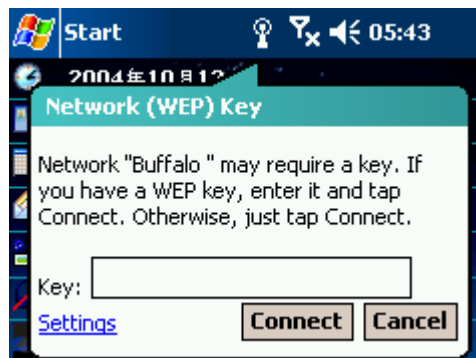 Start 05:43
2004年10月12
Network (WEP) Key
Network "Buffalo " may require a key. If
you have a WEP key, enter it and tap
Connect. Otherwise, just tap Connect.
Key:
Settings Connect Cancel